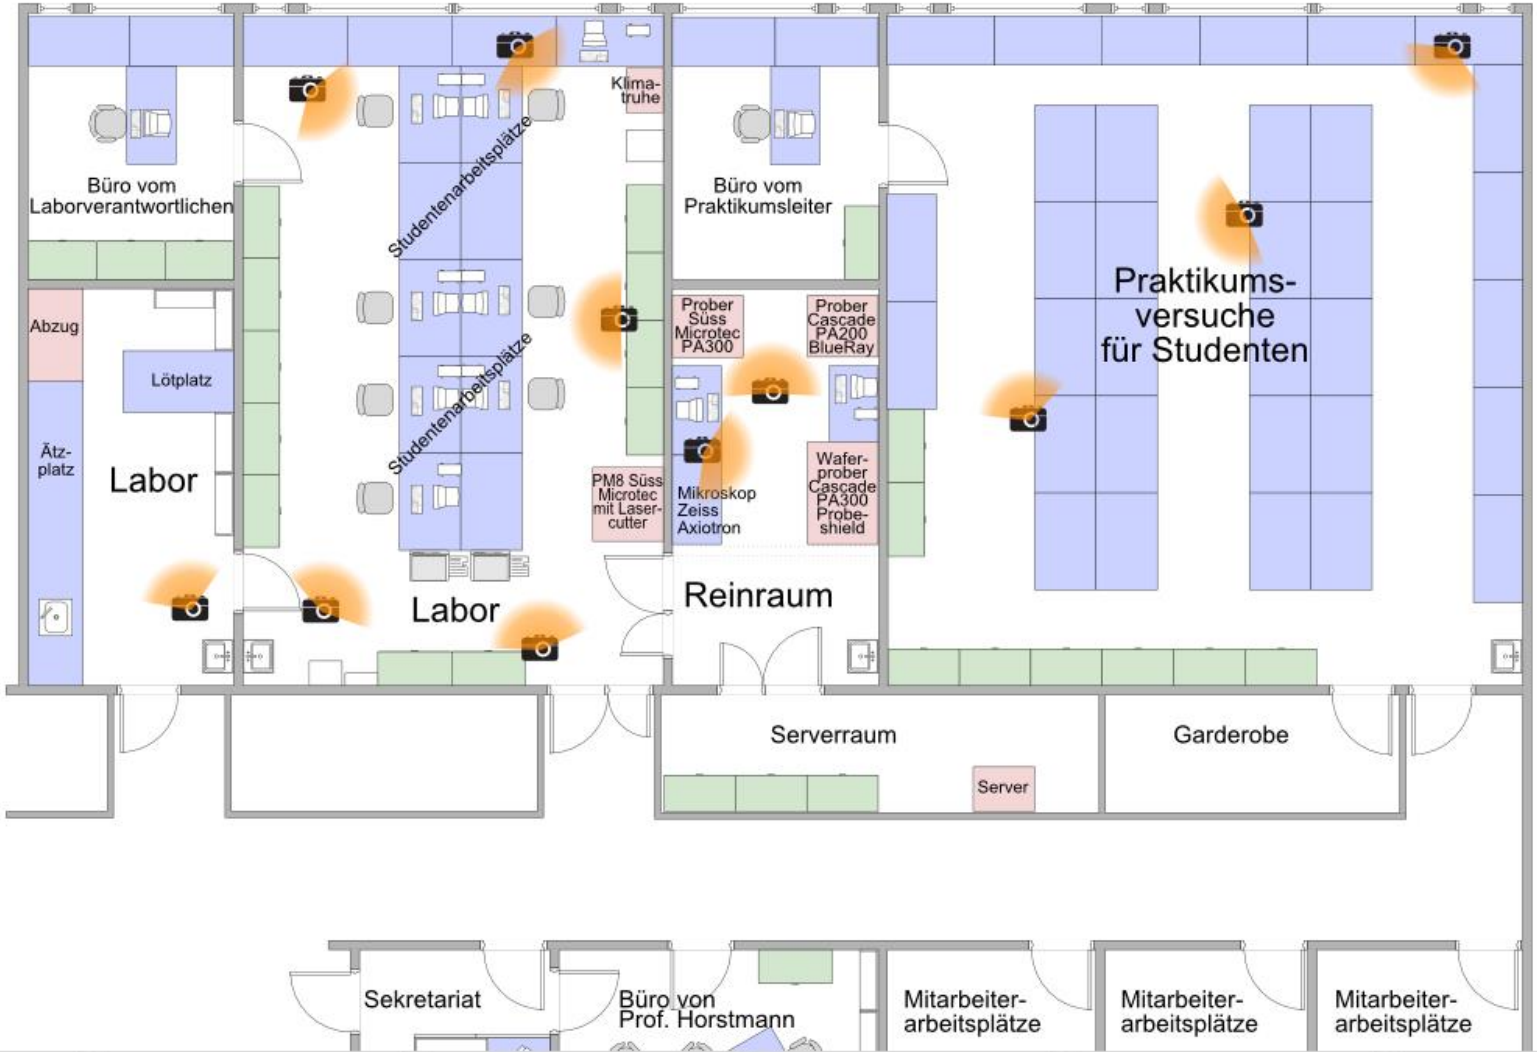 Klima-
truhe
Studentenarbeitsplätze
Büro vom
Laborverantwortlichen
Büro vom
Praktikumsleiter
Praktikums-
versuche
für Studenten
Abzug
Prober
Süss
Microtec
PA300
Prober
Cascade
PA200
BlueRay
Lötplatz
Studentenarbeitsplätze
Ätz-
platz
Labor
PM8 Süss
Microtec
mit Laser-
cutter
Mikroskop
Zeiss
Axiotron
Wafer-
prober
Cascade
PA300
Probe-
shield
Labor
Reinraum
Serverraum
Garderobe
Server
Sekretariat
Büro von
Prof. Horstmann
Mitarbeiter-
arbeitsplätze
Mitarbeiter-
arbeitsplätze
Mitarbeiter-
arbeitsplätze